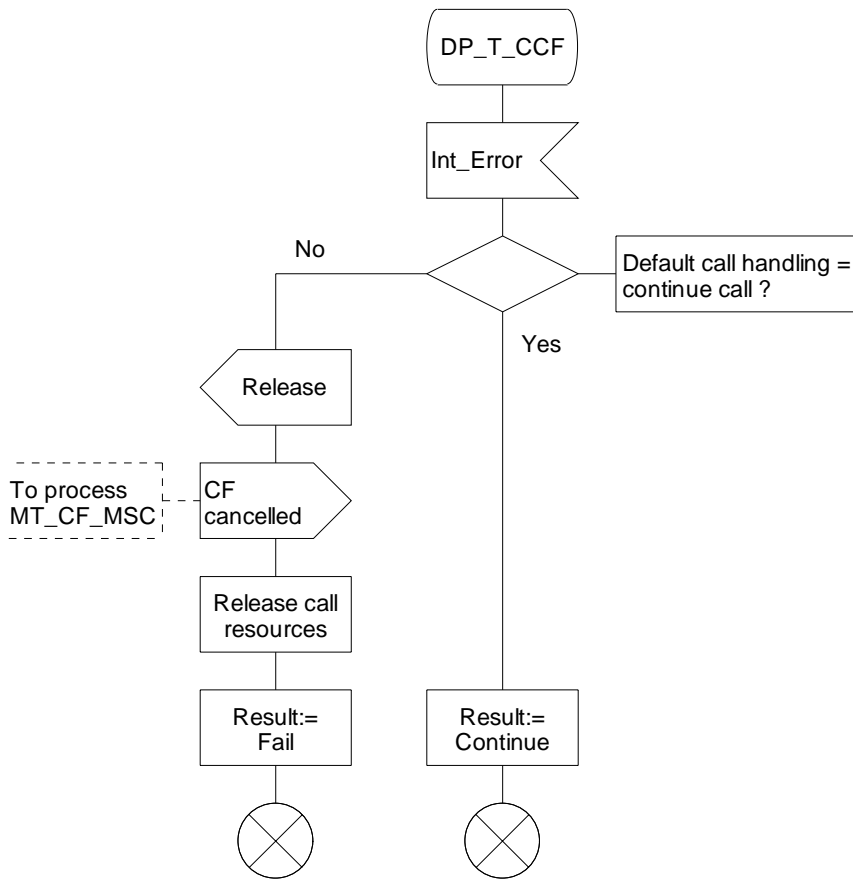 DP_T_CCF
Int_Error
No
Default call handling =
continue call ?
Yes
Release
To process
MT_CF_MSC
CF
cancelled
Release call
resources
Result:=
Fail
Result:=
Continue